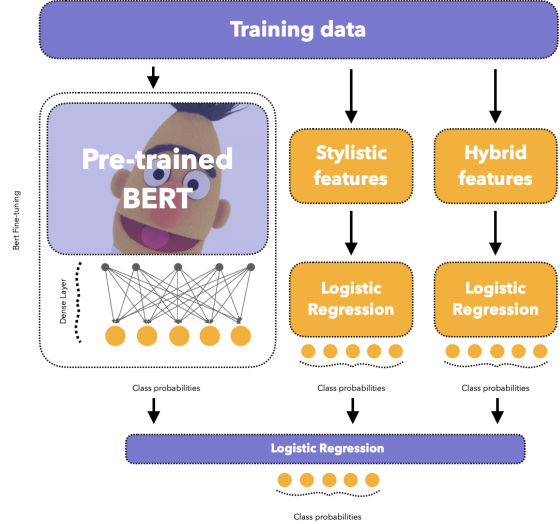 Training data
Pre-trained
BERT
Stylistic
features
Hybrid
features
Bert Fine-tuning
Dense Layer
Logistic
Regression
Logistic
Regression
Class probabilities
Class probabilities
Class probabilities
Logistic Regression
Class probabilities